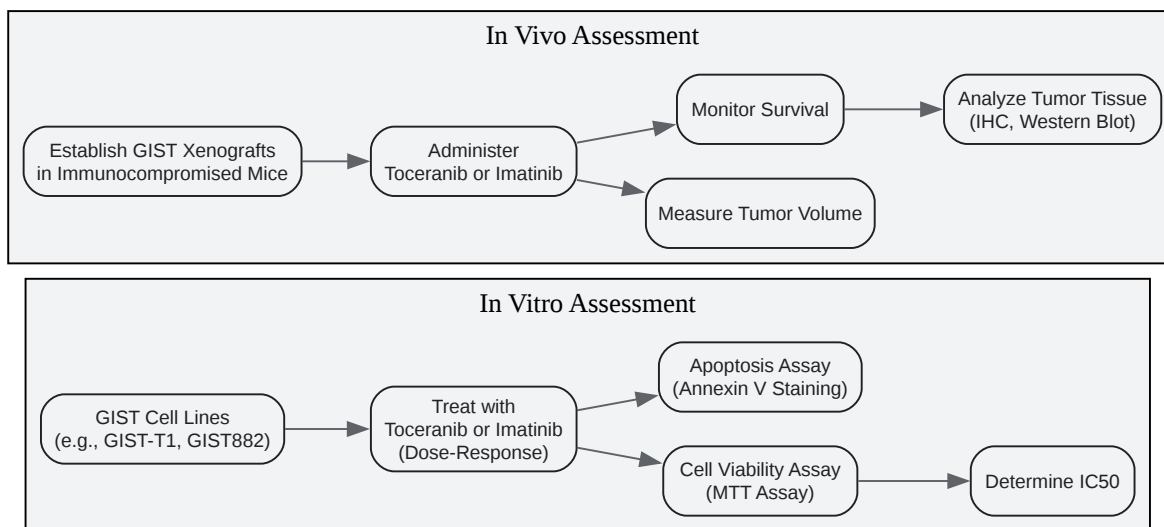 In Vivo Assessment
Establish GIST Xenografts
in Immunocompromised Mice
Administer
Toceranib or Imatinib
Monitor Survival
Analyze Tumor Tissue
(IHC, Western Blot)
Measure Tumor Volume
In Vitro Assessment
GIST Cell Lines
(e.g., GIST-T1, GIST882)
Treat with
Toceranib or Imatinib
(Dose-Response)
Apoptosis Assay
(Annexin V Staining)
Cell Viability Assay
(MTT Assay)
Determine IC50